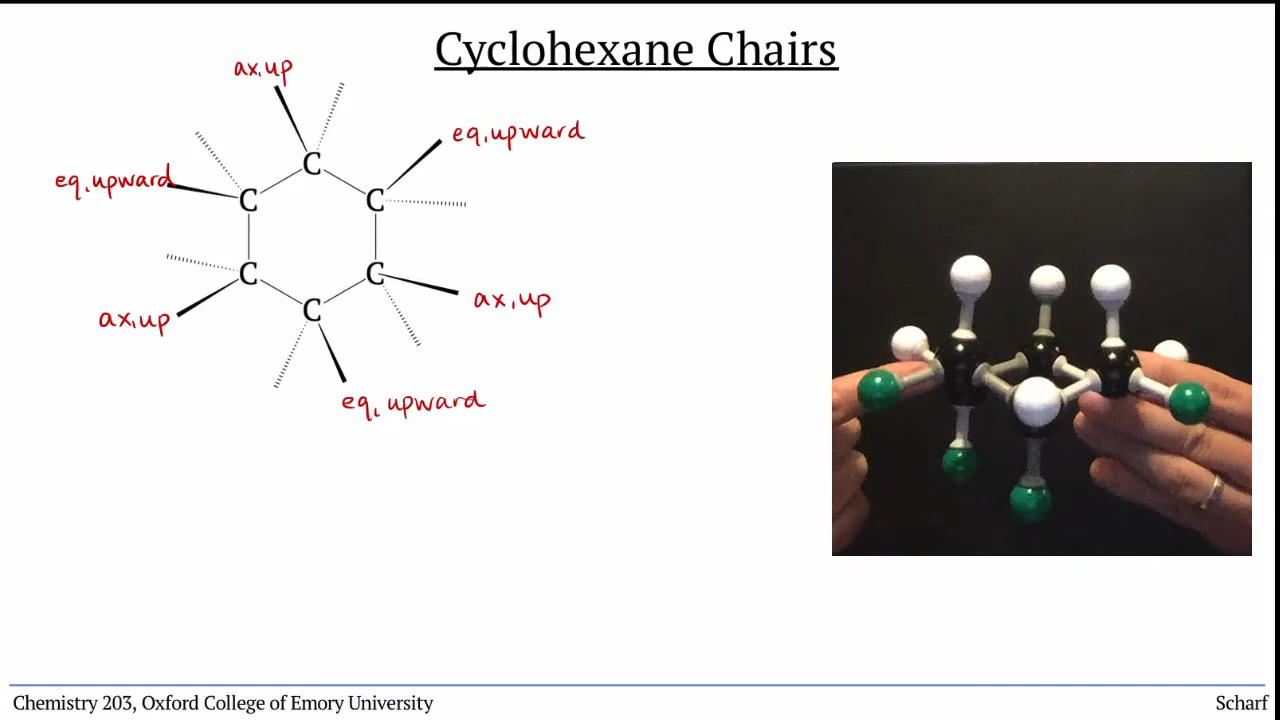 Cyclohexane Chairs
ax, up
eq, upward
eq, upward
C
C
C
C
C
C
ax, up
ax, up
eq, upward
Chemistry 203, Oxford College of Emory University
Scharf